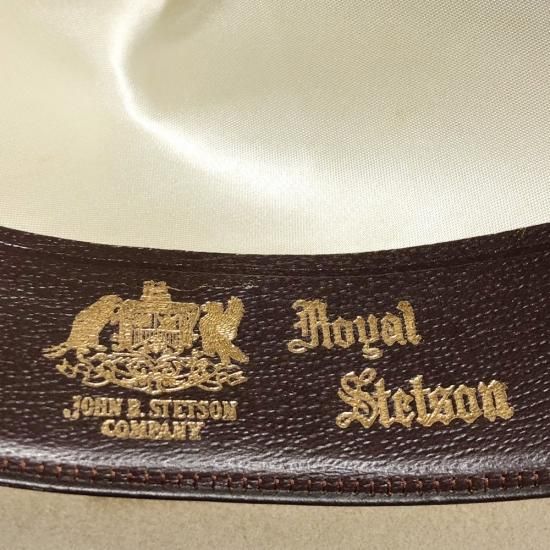 JOHN B. STETSON
COMPANY
Royal
Stetson